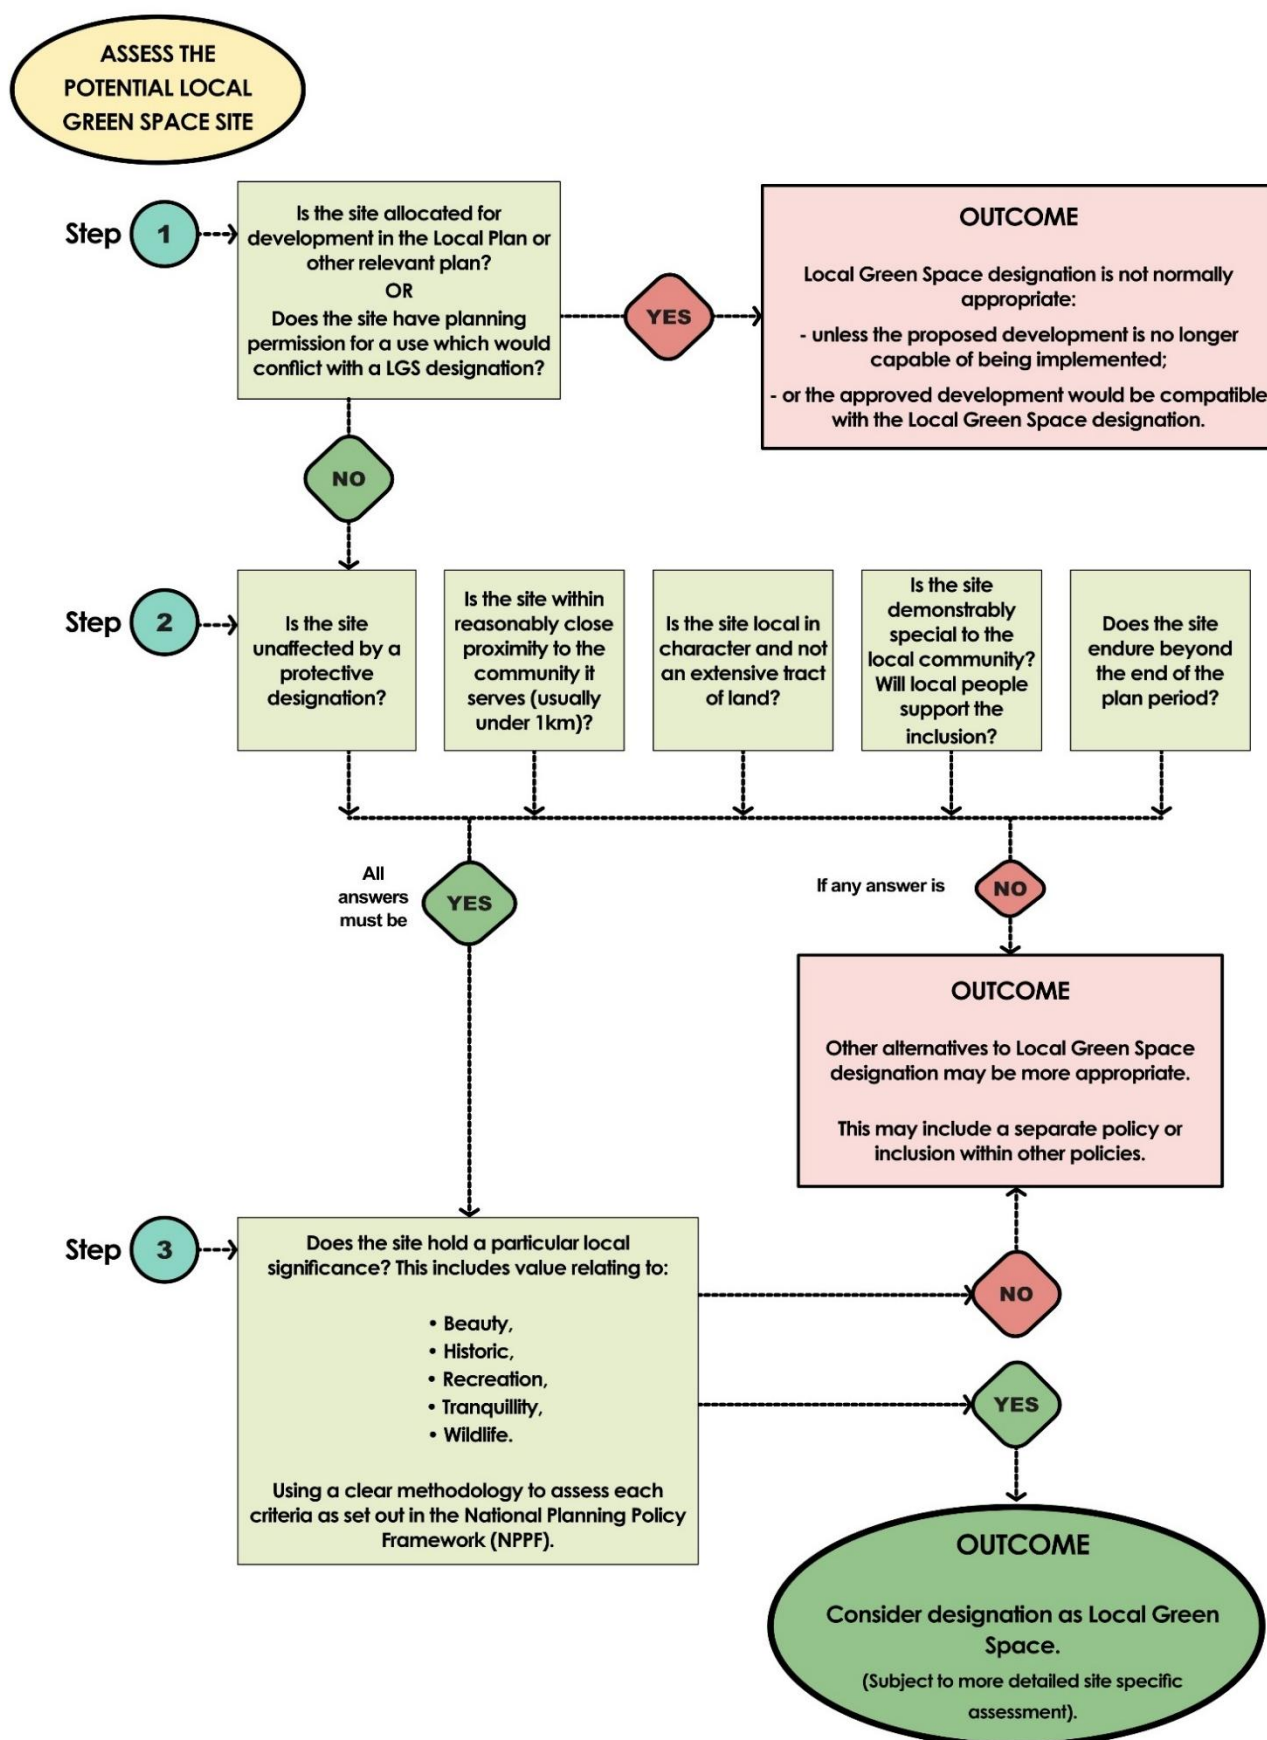 ASSESS THE
POTENTIAL LOCAL
GREEN SPACE SITE
Step 1
Is the site allocated for
development in the Local Plan or
other relevant plan?
OR
Does the site have planning
permission for a use which would
conflict with a LGS designation?
YES
OUTCOME
Local Green Space designation is not normally
appropriate:
- unless the proposed development is no longer
capable of being implemented;
- or the approved development would be compatible
with the Local Green Space designation.
NO
Step 2
Is the site
unaffected by a
protective
designation?
Is the site within
reasonably close
proximity to the
community it
serves (usually
under 1km)?
Is the site local in
character and not
an extensive tract
of land?
Is the site
demonstrably
special to the
local community?
Will local people
support the
inclusion?
Does the site
endure beyond
the end of the
plan period?
All
answers
must be
YES
If any answer is
NO
OUTCOME
Other alternatives to Local Green Space
designation may be more appropriate.
This may include a separate policy or
inclusion within other policies.
Step 3
Does the site hold a particular local
significance? This includes value relating to:
• Beauty,
• Historic,
• Recreation,
• Tranquillity,
• Wildlife.
Using a clear methodology to assess each
criteria as set out in the National Planning Policy
Framework (NPPF).
NO
YES
OUTCOME
Consider designation as Local Green
Space.
(Subject to more detailed site specific
assessment).